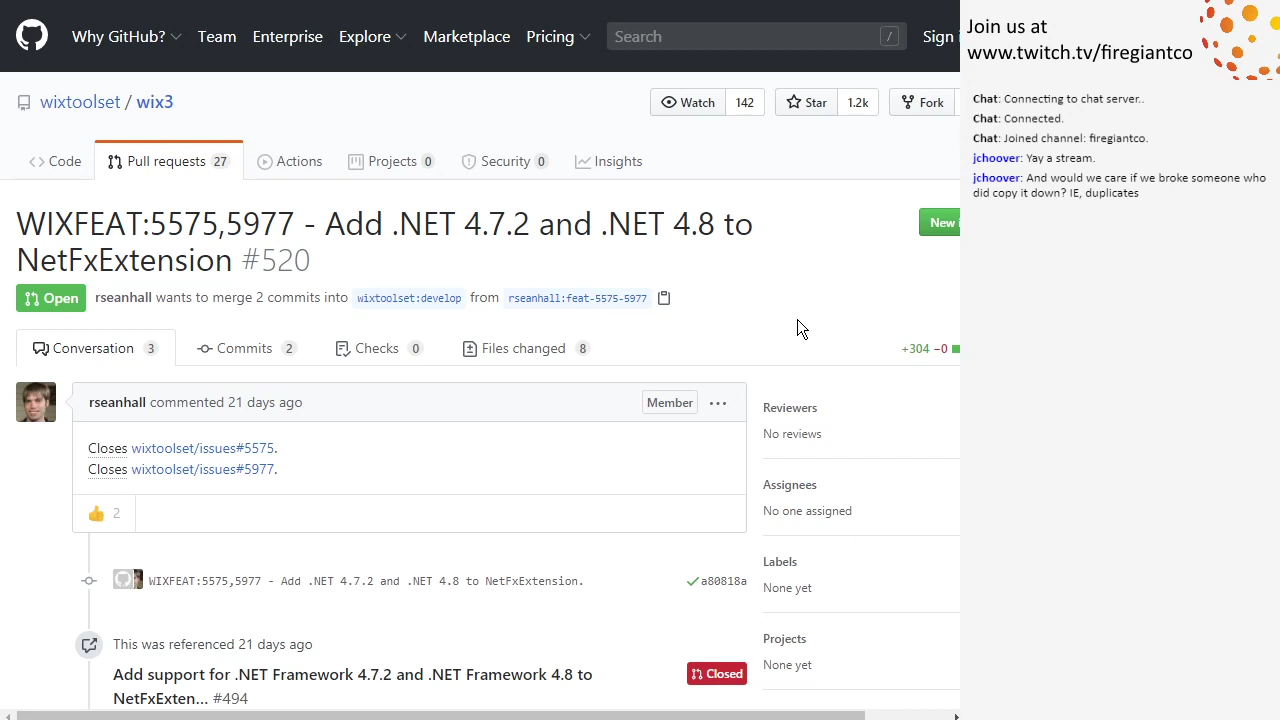 Why GitHub? Team Enterprise Explore Marketplace Pricing Search / Sign
Join us at
www.twitch.tv/firegiantco
wixtoolset / wix3
Watch 142 Star 1.2k Fork
Code Pull requests 27 Actions Projects 0 Security 0 Insights
WIXFEAT:5575,5977 - Add .NET 4.7.2 and .NET 4.8 to
NetFxExtension #520
New
Open rseanhall wants to merge 2 commits into wixtoolset:develop from rseanhall:feat-5575-5977
Conversation 3 Commits 2 Checks 0 Files changed 8 +304 −0
rseanhall commented 21 days ago Member ...
Closes wixtoolset/issues#5575.
Closes wixtoolset/issues#5977.
👍 2
WIXFEAT:5575,5977 - Add .NET 4.7.2 and .NET 4.8 to NetFxExtension. a80818a
This was referenced 21 days ago
Add support for .NET Framework 4.7.2 and .NET Framework 4.8 to
NetFxExten... #494
Closed
Reviewers
No reviews
Assignees
No one assigned
Labels
None yet
Projects
None yet
Chat: Connecting to chat server..
Chat: Connected.
Chat: Joined channel: firegiantco.
jchoover: Yay a stream.
jchoover: And would we care if we broke someone who
did copy it down? IE, duplicates